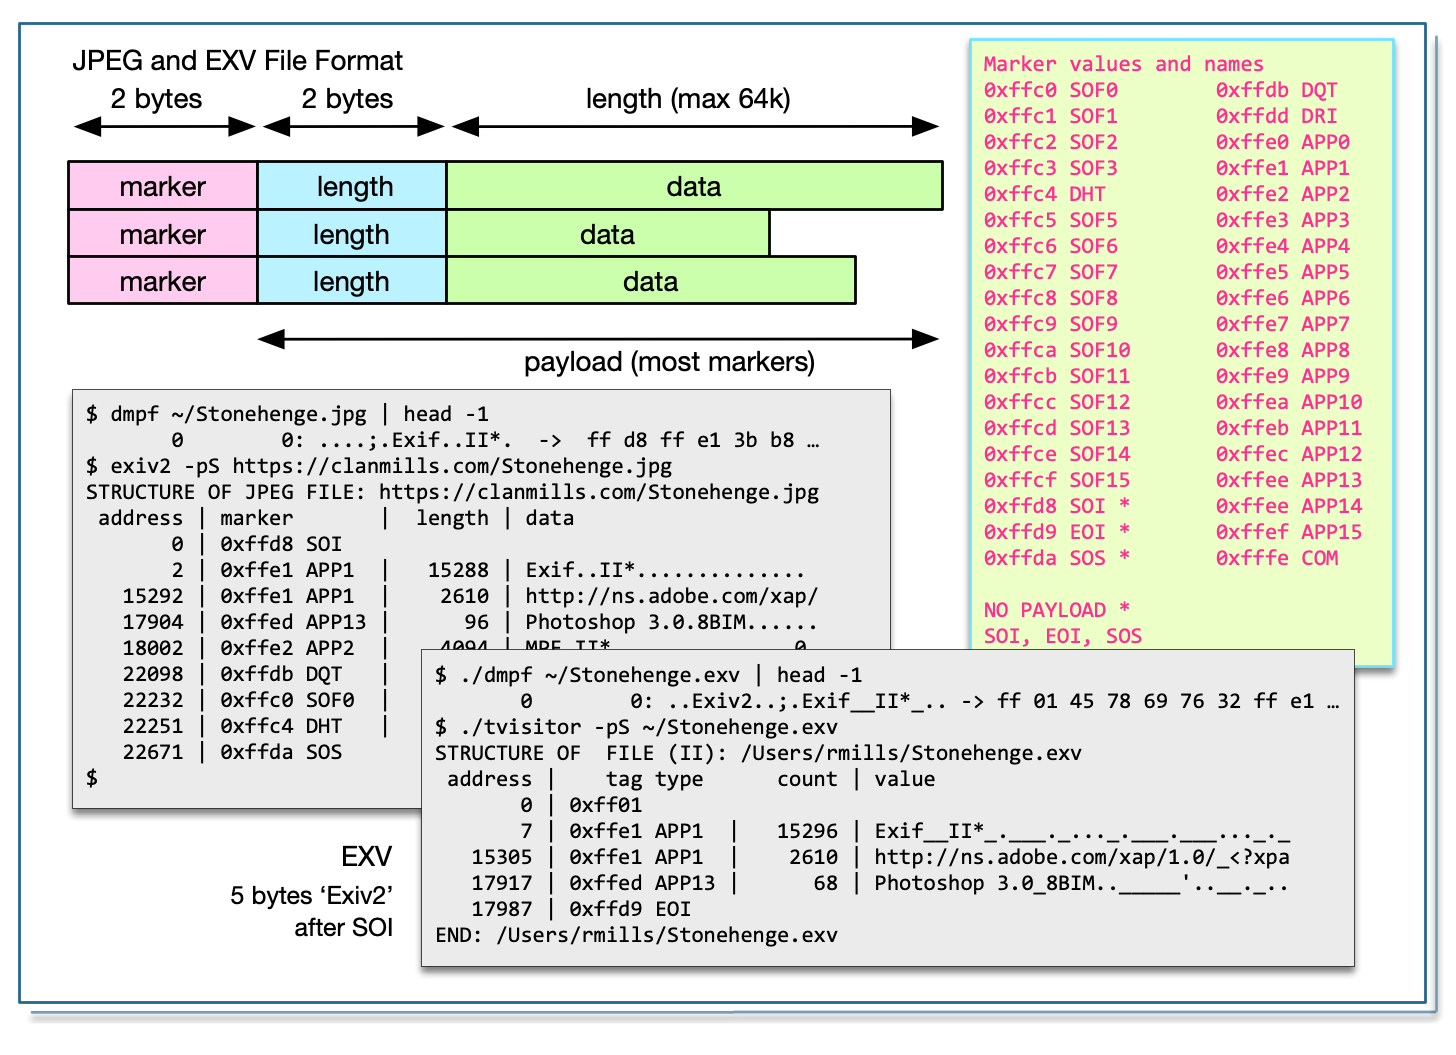 JPEG and EXV File Format
2 bytes 2 bytes length (max 64k)
marker length data
marker length data
marker length data
payload (most markers)
Marker values and names
0xffc0 SOF0 0xffdb DQT
0xffc1 SOF1 0xffdd DRI
0xffc2 SOF2 0xffe0 APP0
0xffc3 SOF3 0xffe1 APP1
0xffc4 DHT 0xffe2 APP2
0xffc5 SOF5 0xffe3 APP3
0xffc6 SOF6 0xffe4 APP4
0xffc7 SOF7 0xffe5 APP5
0xffc8 SOF8 0xffe6 APP6
0xffc9 SOF9 0xffe7 APP7
0xffca SOF10 0xffe8 APP8
0xffcb SOF11 0xffe9 APP9
0xffcc SOF12 0xffea APP10
0xffcd SOF13 0xffeb APP11
0xffce SOF14 0xffec APP12
0xffcf SOF15 0xffee APP13
0xffd8 SOI * 0xffee APP14
0xffd9 EOI * 0xffef APP15
0xffda SOS * 0xfffe COM
NO PAYLOAD *
SOI, EOI, SOS
$ dmpf ~/Stonehenge.jpg | head -1
0 0: ....;.Exif..II*. -> ff d8 ff e1 3b b8 …
$ exiv2 -pS https://clanmills.com/Stonehenge.jpg
STRUCTURE OF JPEG FILE: https://clanmills.com/Stonehenge.jpg
address | marker | length | data
0 | 0xffd8 SOI
2 | 0xffe1 APP1 | 15288 | Exif..II*..............
15292 | 0xffe1 APP1 | 2610 | http://ns.adobe.com/xap/
17904 | 0xffed APP13 | 96 | Photoshop 3.0.8BIM......
18002 | 0xffe2 APP2 | 4094 | MPF.II*
22098 | 0xffdb DQT |
22232 | 0xffc0 SOF0 |
22251 | 0xffc4 DHT |
22671 | 0xffda SOS
$
$ ./dmpf ~/Stonehenge.exv | head -1
0 0: ..Exiv2..;.Exif__II*_.. -> ff 01 45 78 69 76 32 ff e1 …
$ ./tvisitor -pS ~/Stonehenge.exv
STRUCTURE OF FILE (II): /Users/rmills/Stonehenge.exv
address | tag type count | value
0 | 0xff01
7 | 0xffe1 APP1 | 15296 | Exif__II*_.___._..._.___.___..._._
15305 | 0xffe1 APP1 | 2610 | http://ns.adobe.com/xap/1.0/_<?xpa
17917 | 0xffed APP13 | 68 | Photoshop 3.0_8BIM.._____'..__._..
17987 | 0xffd9 EOI
END: /Users/rmills/Stonehenge.exv
EXV
5 bytes ‘Exiv2’
after SOI